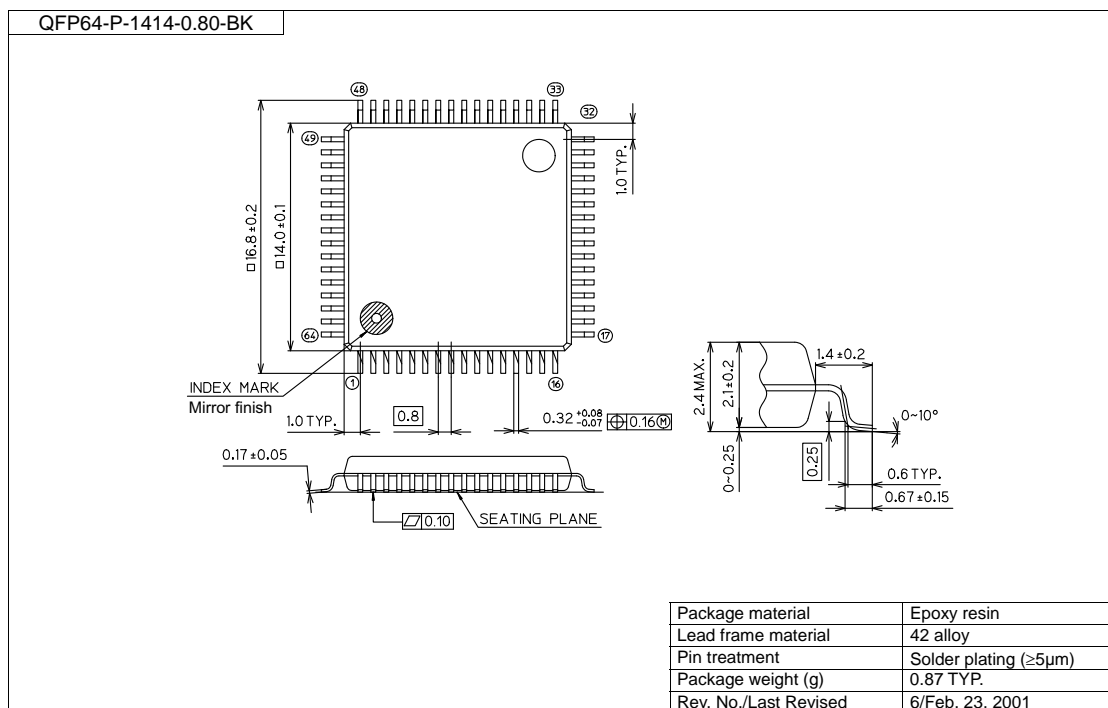 QFP64-P-1414-0.80-BK
48
33
32
49
1.0 TYP.
□16.8±0.2
□14.0±0.1
64
17
INDEX MARK
Mirror finish
1
16
1.0 TYP.
0.8
0.32 +0.08 -0.07
⌖ 0.16 Ⓜ
2.4 MAX.
2.1±0.2
1.4±0.2
0~10°
0~0.25
0.25
0.6 TYP.
0.67±0.15
0.17±0.05
▱ 0.10
SEATING PLANE
Package material Epoxy resin
Lead frame material 42 alloy
Pin treatment Solder plating (≥5µm)
Package weight (g) 0.87 TYP.
Rev. No./Last Revised 6/Feb. 23, 2001